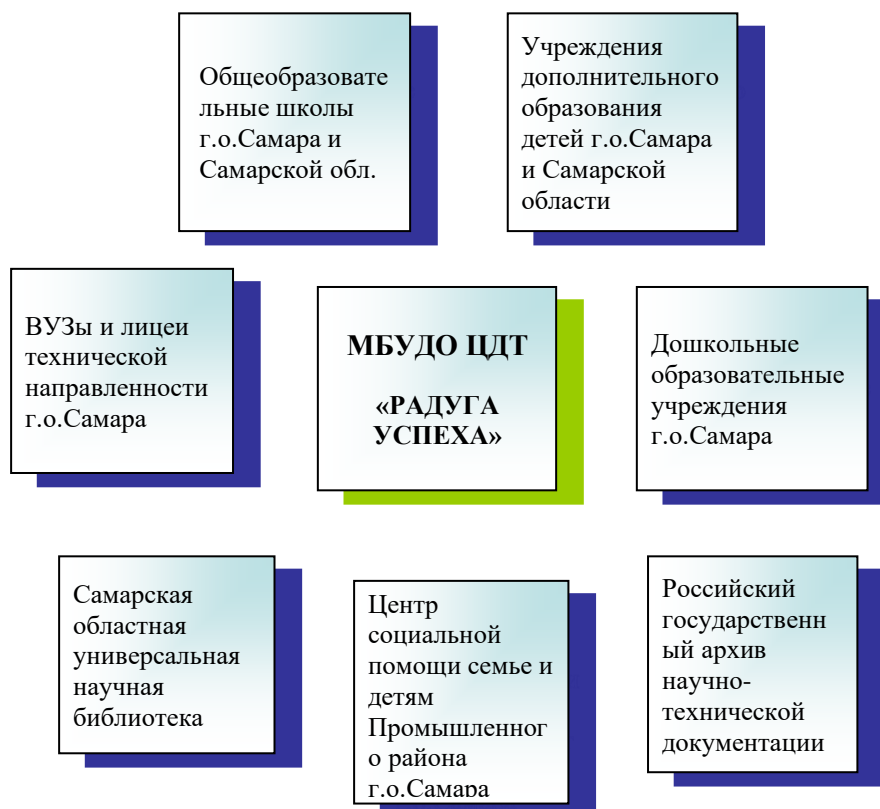 Общеобразовате
льные школы
г.о.Самара и
Самарской обл.
Учреждения
дополнительного
образования
детей г.о.Самара
и Самарской
области
ВУЗы и лицеи
технической
направленности
г.о.Самара
МБУДО ЦДТ
«РАДУГА
УСПЕХА»
Дошкольные
образовательные
учреждения
г.о.Самара
Самарская
областная
универсальная
научная
библиотека
Центр
социальной
помощи семье и
детям
Промышленног
о района
г.о.Самара
Российский
государственн
ый архив
научно-
технической
документации